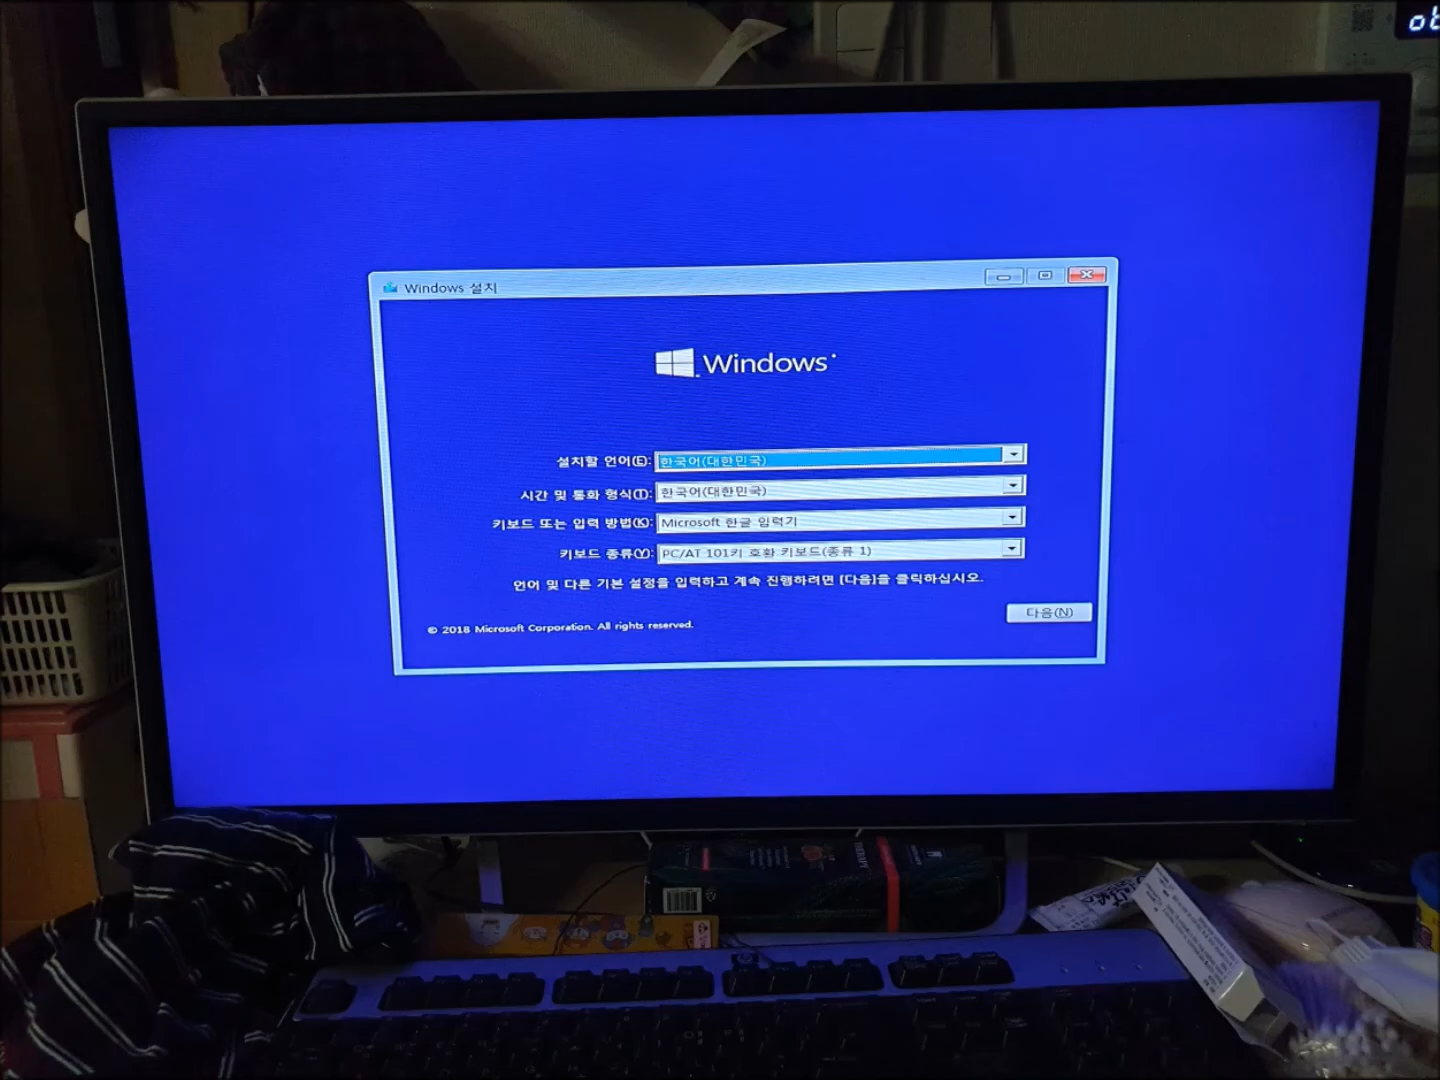 Windows 설치
Windows
설치할 언어(E): 한국어(대한민국)
시간 및 통화 형식(T): 한국어(대한민국)
키보드 또는 입력 방법(K): Microsoft 한글 입력기
키보드 종류(Y): PC/AT 101키 호환 키보드(종류 1)
언어 및 다른 기본 설정을 입력하고 계속 진행하려면 [다음]을 클릭하십시오.
© 2018 Microsoft Corporation. All rights reserved.
다음(N)